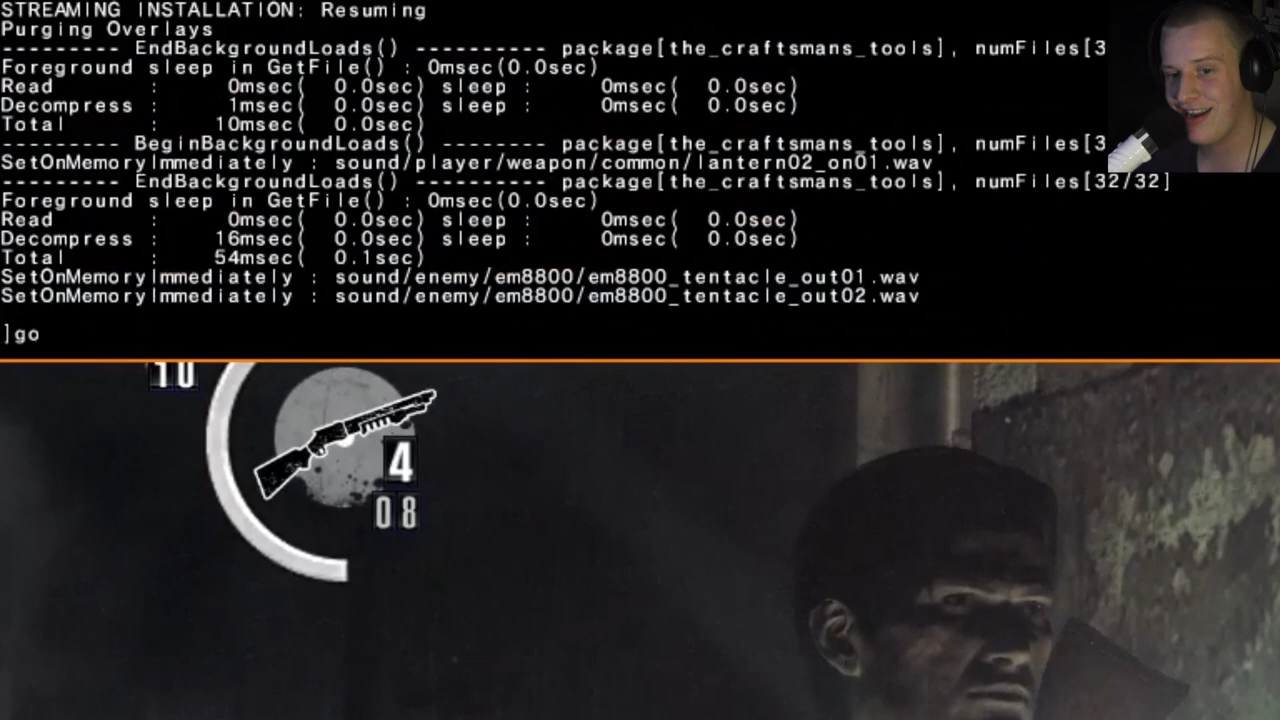 STREAMING INSTALLATION: Resuming
Purging Overlays
--------- EndBackgroundLoads() ---------- package[the_craftsmans_tools], numFiles[3
Foreground sleep in GetFile() : 0msec(0.0sec)
Read : 0msec( 0.0sec) sleep : 0msec( 0.0sec)
Decompress : 1msec( 0.0sec) sleep : 0msec( 0.0sec)
Total : 10msec( 0.0sec)
--------- BeginBackgroundLoads() ---------- package[the_craftsmans_tools], numFiles[3
SetOnMemoryImmediately : sound/player/weapon/common/lantern02_on01.wav
--------- EndBackgroundLoads() ---------- package[the_craftsmans_tools], numFiles[32/32]
Foreground sleep in GetFile() : 0msec(0.0sec)
Read : 0msec( 0.0sec) sleep : 0msec( 0.0sec)
Decompress : 16msec( 0.0sec) sleep : 0msec( 0.0sec)
Total : 54msec( 0.1sec)
SetOnMemoryImmediately : sound/enemy/em8800/em8800_tentacle_out01.wav
SetOnMemoryImmediately : sound/enemy/em8800/em8800_tentacle_out02.wav
]go
10
4
08